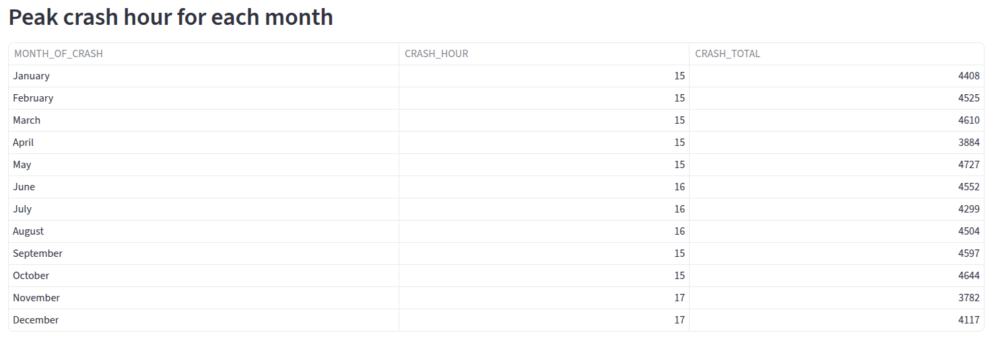 Peak crash hour for each month
MONTH_OF_CRASH CRASH_HOUR CRASH_TOTAL
January 15 4408
February 15 4525
March 15 4610
April 15 3884
May 15 4727
June 16 4552
July 16 4299
August 16 4504
September 15 4597
October 15 4644
November 17 3782
December 17 4117